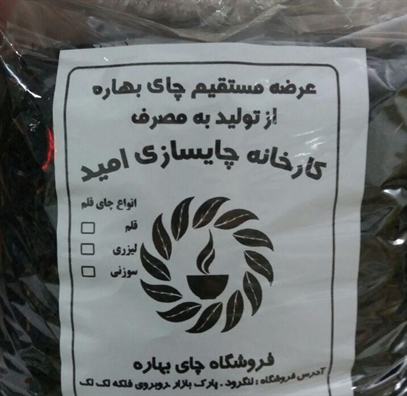 عرضه مستقیم چای بهاره
از تولید به مصرف
کارخانه چایسازی امید
انواع چای قلم
قلم
لیزری
سوزنی
فروشگاه چای بهاره
آدرس فروشگاه : لنگرود . پارک بازار .روبروی فلکه لک لک